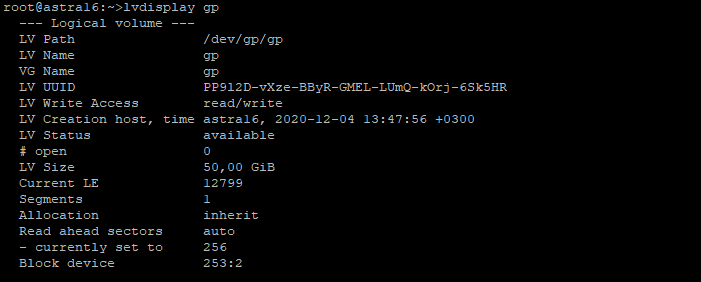 root@astra16:~>lvdisplay gp
--- Logical volume ---
LV Path /dev/gp/gp
LV Name gp
VG Name gp
LV UUID PP9l2D-vXze-BByR-GMEL-LUmQ-kOrj-6Sk5HR
LV Write Access read/write
LV Creation host, time astra16, 2020-12-04 13:47:56 +0300
LV Status available
# open 0
LV Size 50,00 GiB
Current LE 12799
Segments 1
Allocation inherit
Read ahead sectors auto
- currently set to 256
Block device 253:2